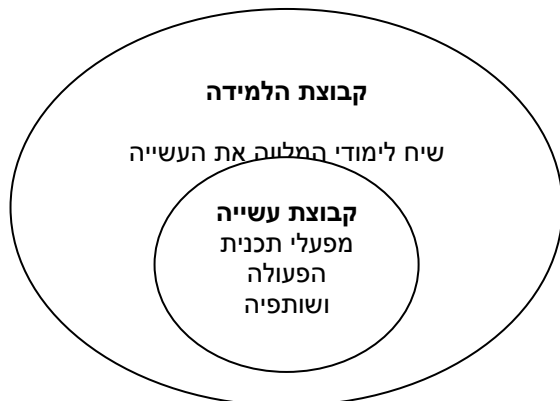 קבוצת הלמידה
שיח לימודי המלווה את העשייה
קבוצת עשייה
מפעלי תכנית
הפעולה
ושותפיה